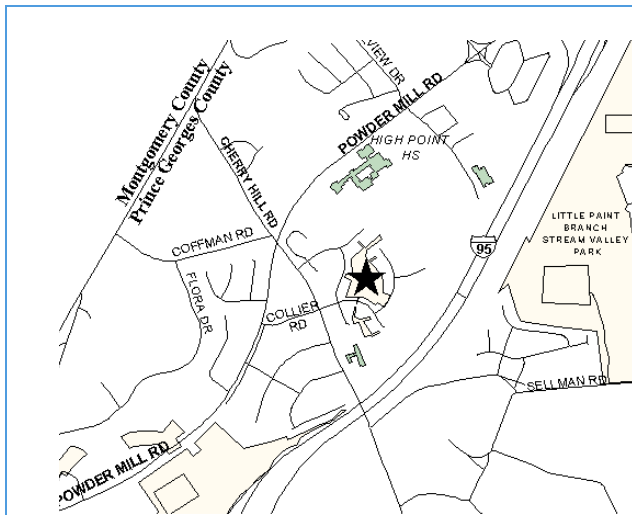 VIEW DR
POWDER MILL RD
Montgomery County
Prince Georges County
HIGH POINT
HS
CHERRY HILL RD
LITTLE PAINT
BRANCH
STREAM VALLEY
PARK
COFFMAN RD
95
FLORA DR
COLLIER
RD
SELLMAN RD
POWDER MILL RD